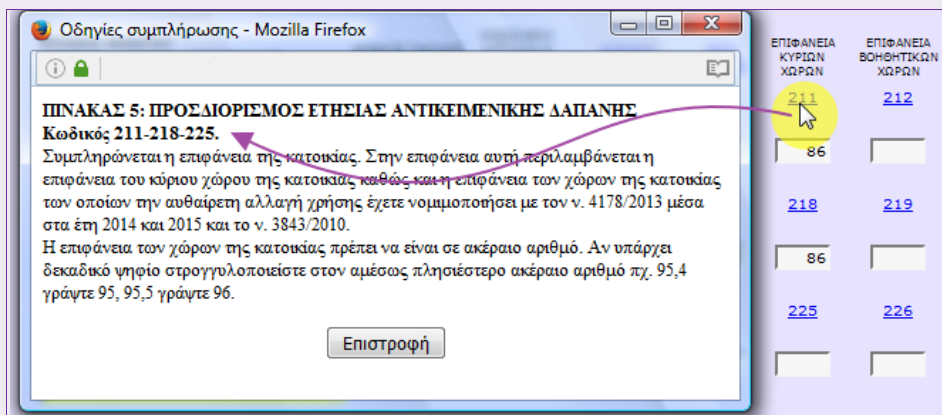 Οδηγίες συμπλήρωσης - Mozilla Firefox
ΠΙΝΑΚΑΣ 5: ΠΡΟΣΔΙΟΡΙΣΜΟΣ ΕΤΗΣΙΑΣ ΑΝΤΙΚΕΙΜΕΝΙΚΗΣ ΔΑΠΑΝΗΣ
Κωδικός 211-218-225.
Συμπληρώνεται η επιφάνεια της κατοικίας. Στην επιφάνεια αυτή περιλαμβάνεται η
επιφάνεια του κύριου χώρου της κατοικίας καθώς και η επιφάνεια των χώρων της κατοικίας
των οποίων την αυθαίρετη αλλαγή χρήσης έχετε νομιμοποιήσει με τον ν. 4178/2013 μέσα
στα έτη 2014 και 2015 και το ν. 3843/2010.
Η επιφάνεια των χώρων της κατοικίας πρέπει να είναι σε ακέραιο αριθμό. Αν υπάρχει
δεκαδικό ψηφίο στρογγυλοποιείστε στον αμέσως πλησιέστερο ακέραιο αριθμό πχ. 95,4
γράψτε 95, 95,5 γράψτε 96.
Επιστροφή
ΕΠΙΦΑΝΕΙΑ
ΚΥΡΙΩΝ
ΧΩΡΩΝ
ΕΠΙΦΑΝΕΙΑ
ΒΟΗΘΗΤΙΚΩΝ
ΧΩΡΩΝ
211 212
86
218 219
86
225 226